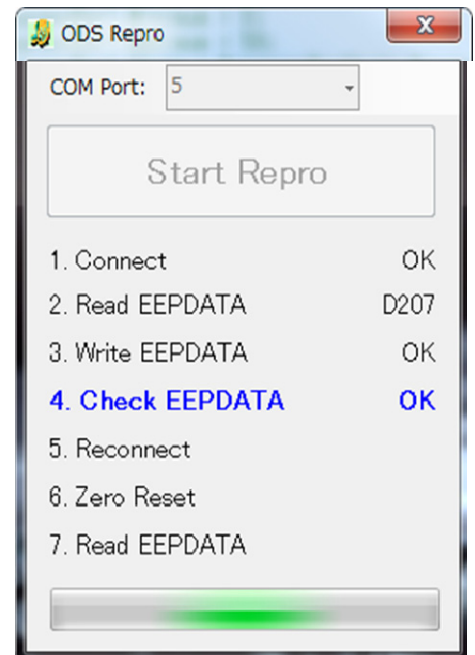 ODS Repro
COM Port: 5
Start Repro
1. Connect OK
2. Read EEPDATA D207
3. Write EEPDATA OK
4. Check EEPDATA OK
5. Reconnect
6. Zero Reset
7. Read EEPDATA